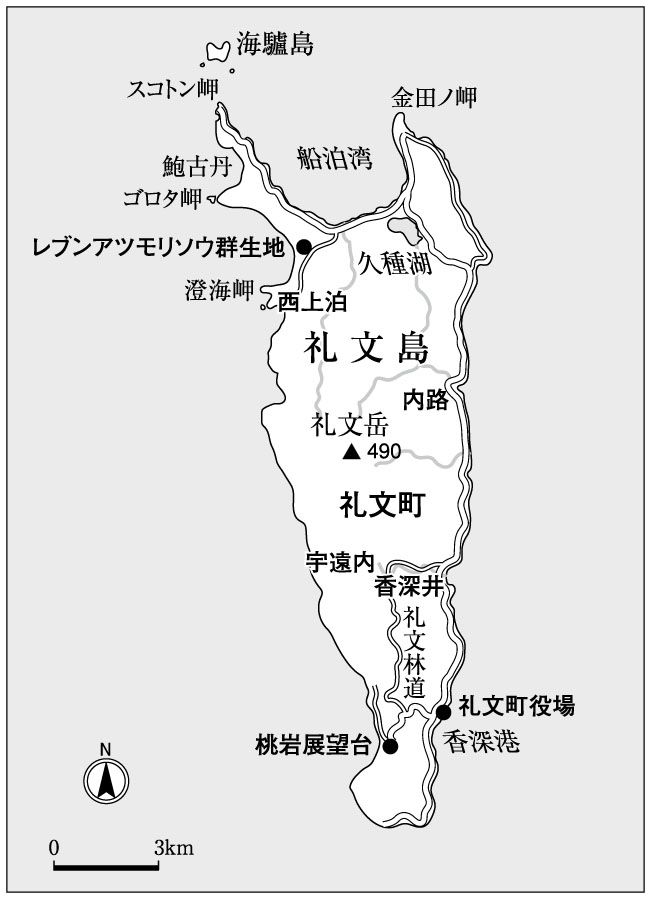 海驢島
スコトン岬
金田ノ岬
船泊湾
鮑古丹
ゴロタ岬
レブンアツモリソウ群生地
久種湖
澄海岬
西上泊
礼文島
内路
礼文岳
490
礼文町
宇遠内
香深井
礼文林道
礼文町役場
香深港
桃岩展望台
N
0
3km